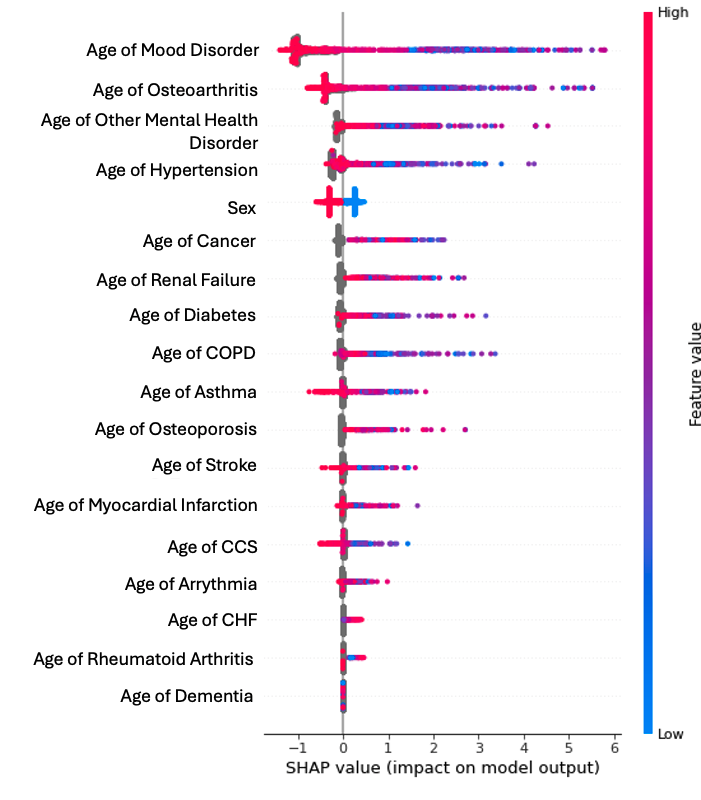 High
Age of Mood Disorder
Age of Osteoarthritis
Age of Other Mental Health
Disorder
Age of Hypertension
Sex
Age of Cancer
Age of Renal Failure
Age of Diabetes
Age of COPD
Age of Asthma
Age of Osteoporosis
Age of Stroke
Age of Myocardial Infarction
Age of CCS
Age of Arrythmia
Age of CHF
Age of Rheumatoid Arthritis
Age of Dementia
Feature value
Low
−1 0 1 2 3 4 5 6
SHAP value (impact on model output)